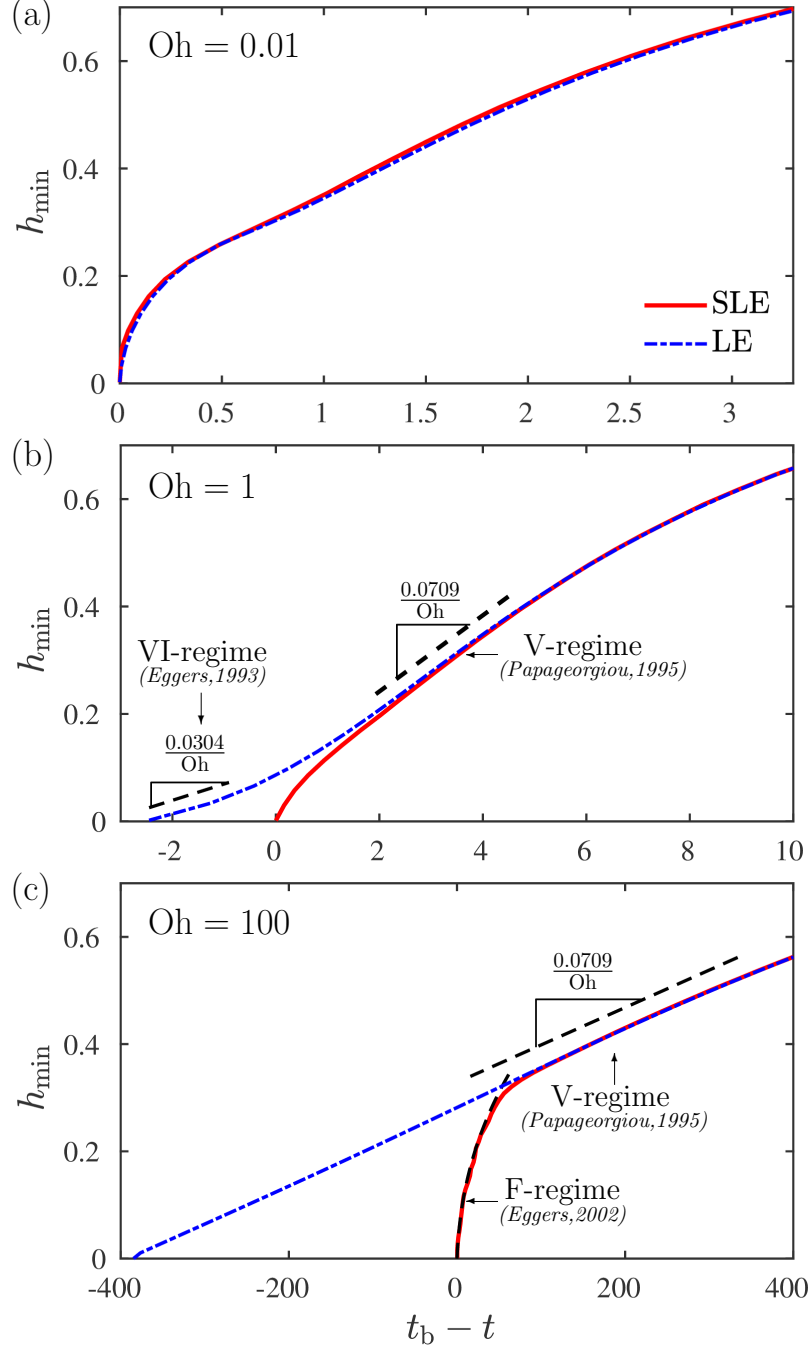 (a)
Oh = 0.01
0.6
0.4
0.2
0
h_min
SLE
LE
0 0.5 1 1.5 2 2.5 3
(b)
Oh = 1
0.6
0.4
0.2
0
h_min
0.0709
Oh
VI-regime
(Eggers,1993)
V-regime
(Papageorgiou,1995)
0.0304
Oh
-2 0 2 4 6 8 10
(c)
Oh = 100
0.6
0.4
0.2
0
h_min
0.0709
Oh
V-regime
(Papageorgiou,1995)
F-regime
(Eggers,2002)
-400 -200 0 200 400
t_b − t